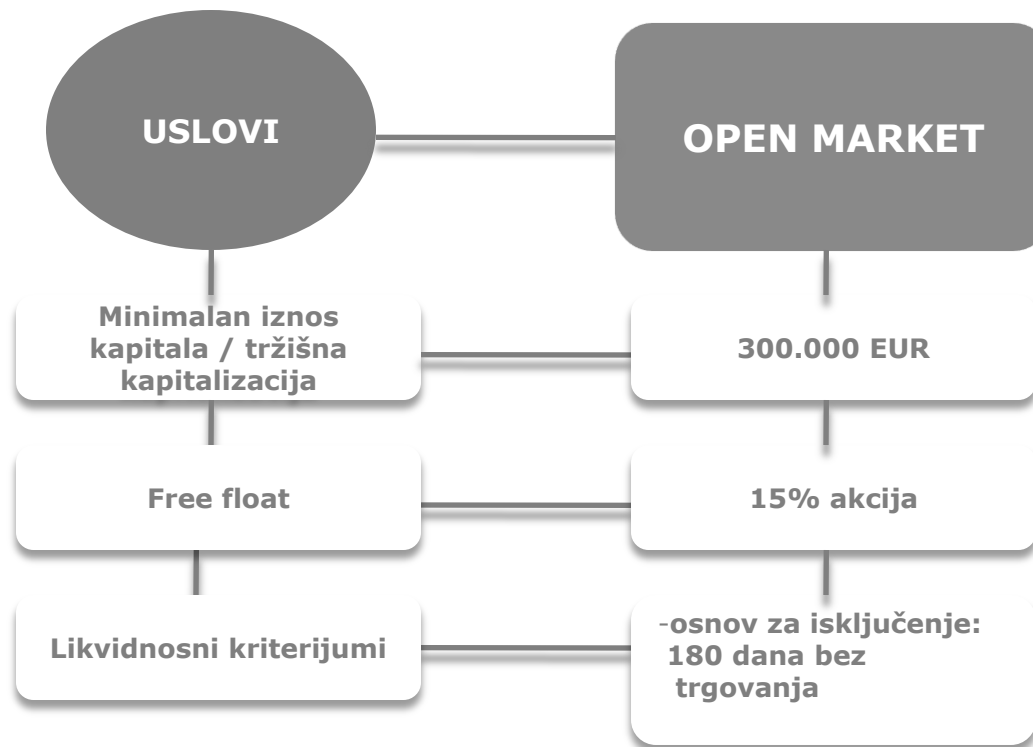 USLOVI
OPEN MARKET
Minimalan iznos
kapitala / tržišna
kapitalizacija
300.000 EUR
Free float
15% akcija
Likvidnosni kriterijumi
-osnov za isključenje:
180 dana bez
trgovanja